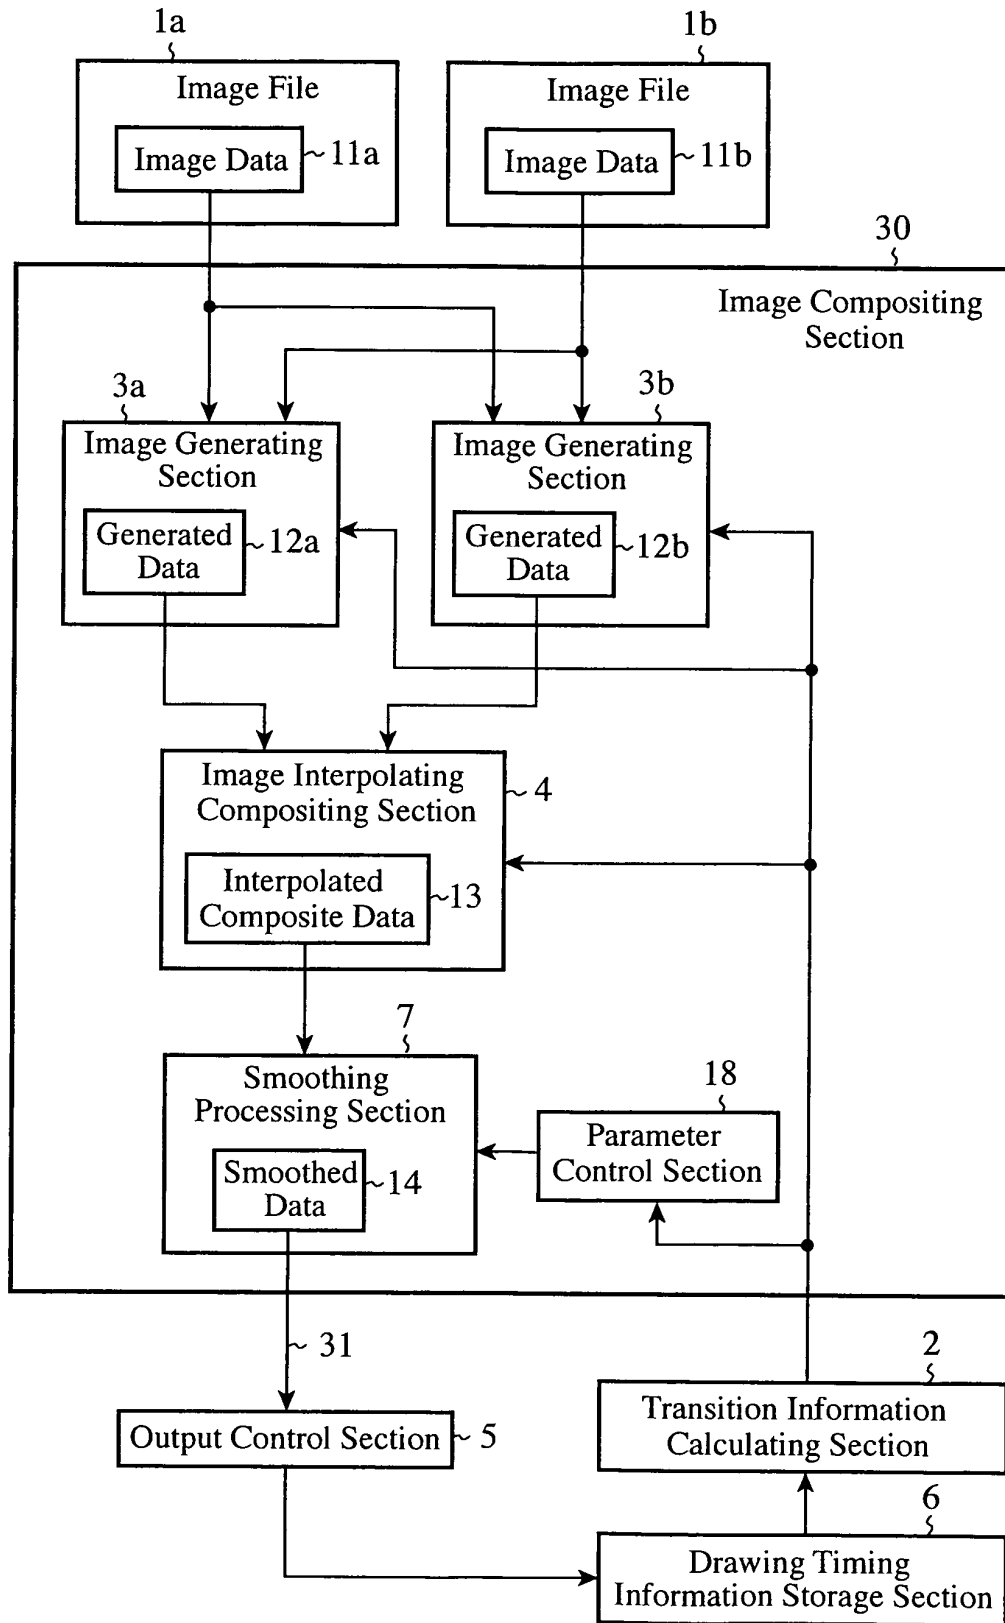 1a
1b
Image File
Image File
Image Data
11a
Image Data
11b
30
Image Compositing
Section
3a
3b
Image Generating
Section
Image Generating
Section
Generated
Data
12a
Generated
Data
12b
Image Interpolating
Compositing Section
4
Interpolated
Composite Data
13
7
Smoothing
Processing Section
18
Parameter
Control Section
Smoothed
Data
14
31
2
Output Control Section
5
Transition Information
Calculating Section
6
Drawing Timing
Information Storage Section